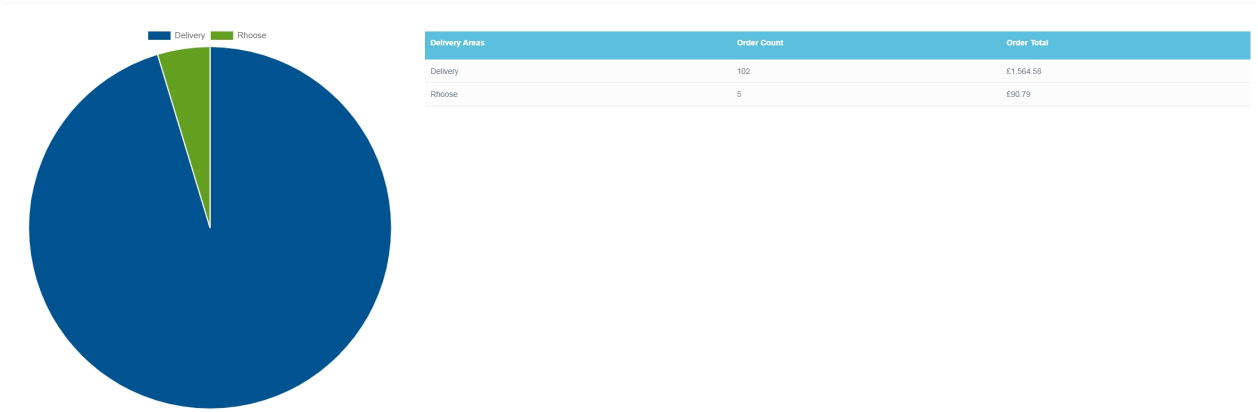 Delivery Rhoose
Delivery Areas Order Count Order Total
Delivery 102 £1,564.58
Rhoose 5 £90.79